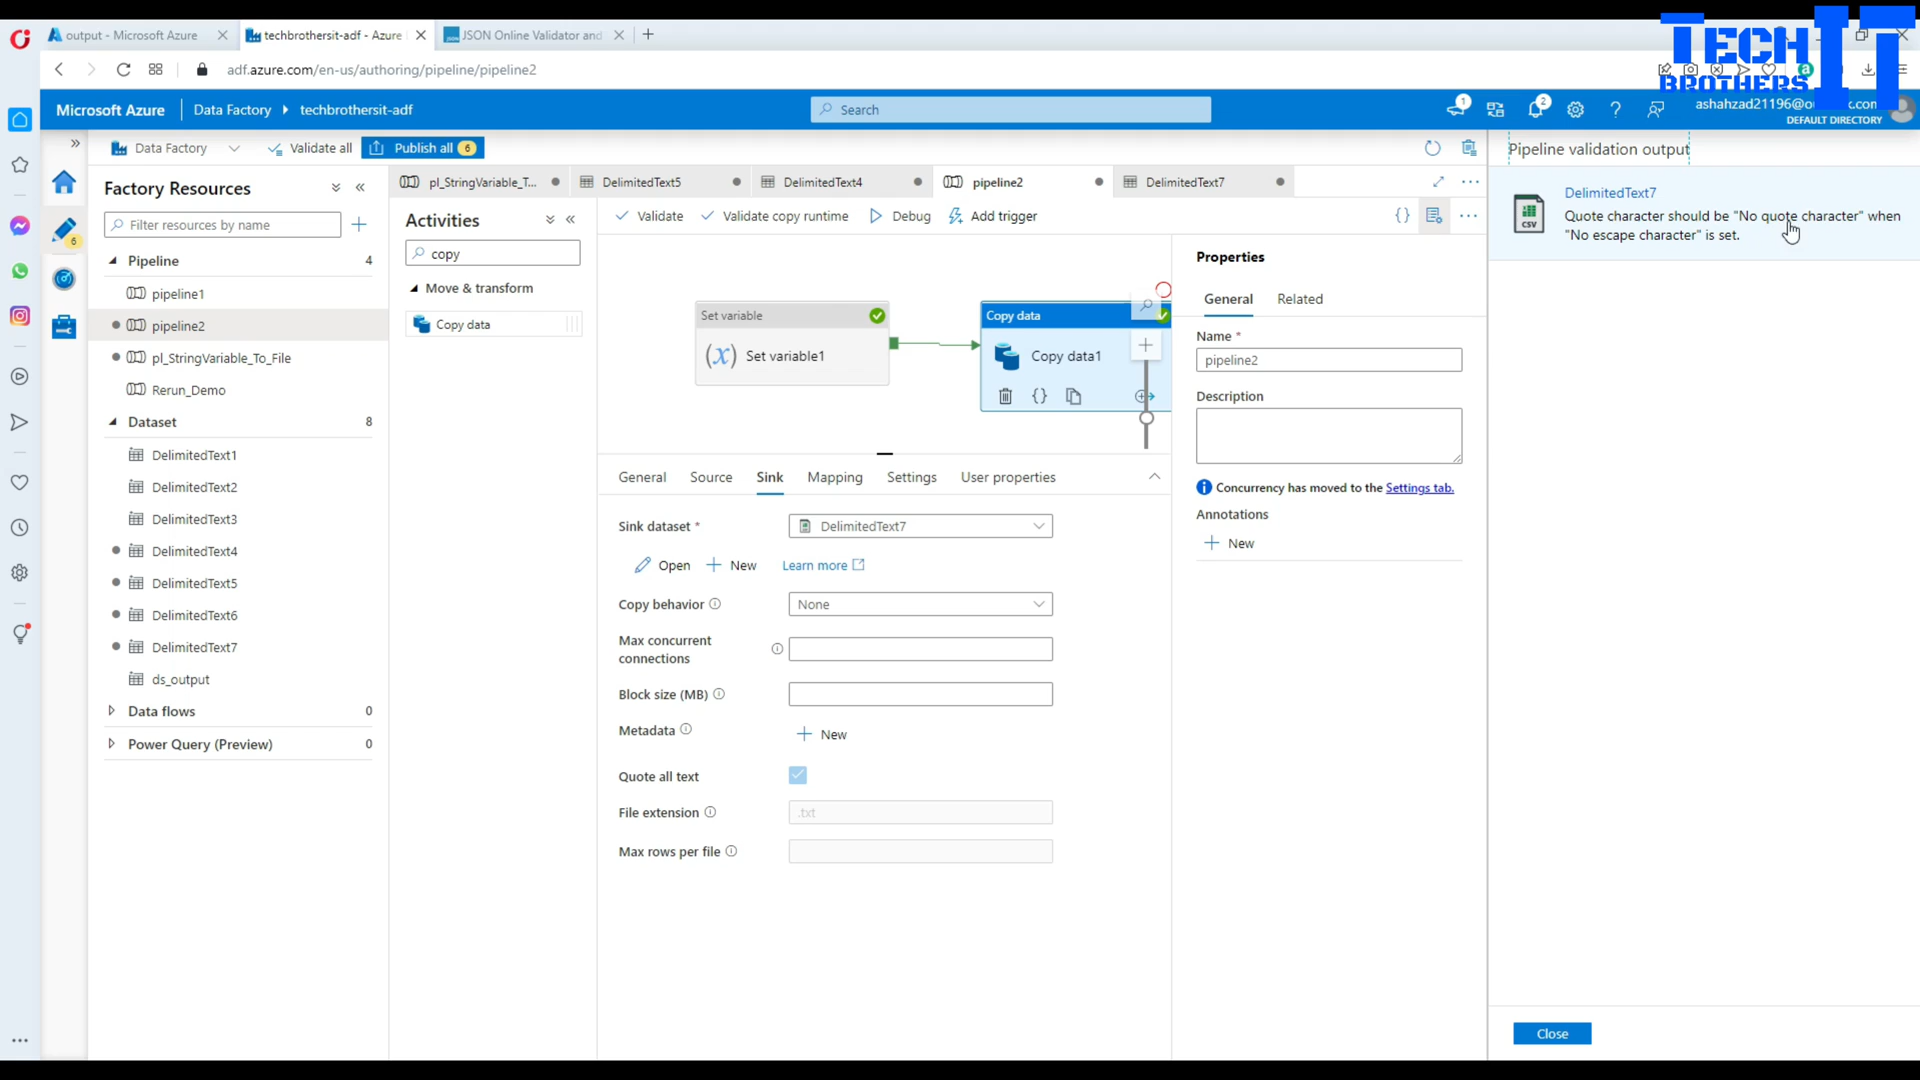 output - Microsoft Azure
techbrothersit-adf - Azure
JSON Online Validator and
TECH IT
BROTHERS
adf.azure.com/en-us/authoring/pipeline/pipeline2
Microsoft Azure
Data Factory
techbrothersit-adf
Search
1
2
DEFAULT DIRECTORY
Data Factory
Validate all
Publish all 6
Pipeline validation output
Factory Resources
pl_StringVariable_T...
DelimitedText5
DelimitedText4
pipeline2
DelimitedText7
DelimitedText7
Quote character should be "No quote character" when
"No escape character" is set.
CSV
Filter resources by name
Activities
Validate
Validate copy runtime
Debug
Add trigger
6
copy
Pipeline 4
Move & transform
Properties
pipeline1
Copy data
General
Related
pipeline2
Set variable
Copy data
Name *
pl_StringVariable_To_File
(x) Set variable1
Copy data1
pipeline2
Rerun_Demo
Description
Dataset 8
DelimitedText1
General
Source
Sink
Mapping
Settings
User properties
Concurrency has moved to the Settings tab.
DelimitedText2
DelimitedText3
Sink dataset *
DelimitedText7
Annotations
New
DelimitedText4
Open
New
Learn more
DelimitedText5
Copy behavior
None
DelimitedText6
Max concurrent
connections
DelimitedText7
ds_output
Block size (MB)
Data flows 0
Metadata
New
Power Query (Preview) 0
Quote all text
File extension
.txt
Max rows per file
Close